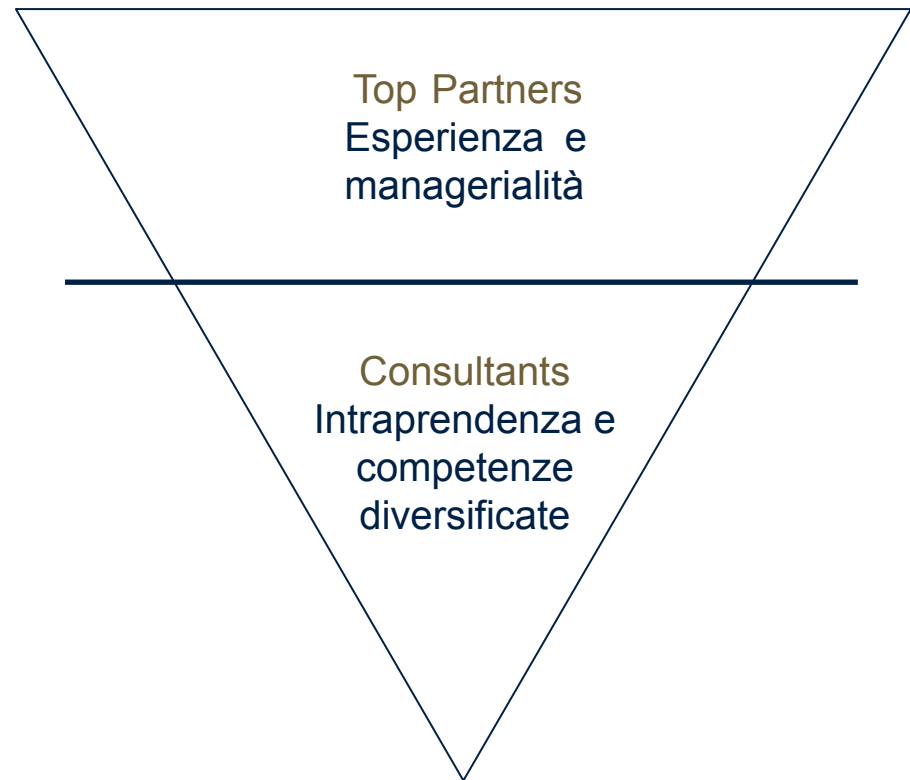 Top Partners
Esperienza e
managerialità
Consultants
Intraprendenza e
competenze
diversificate